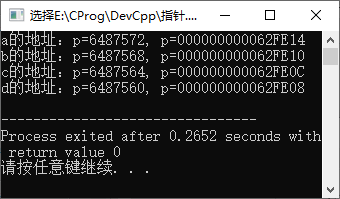 选择E:\CProg\DevCpp\指针....
a的地址：p=6487572, p=000000000062FE14
b的地址：p=6487568, p=000000000062FE10
c的地址：p=6487564, p=000000000062FE0C
d的地址：p=6487560, p=000000000062FE08
--------------------------------
Process exited after 0.2652 seconds with
return value 0
请按任意键继续. . .